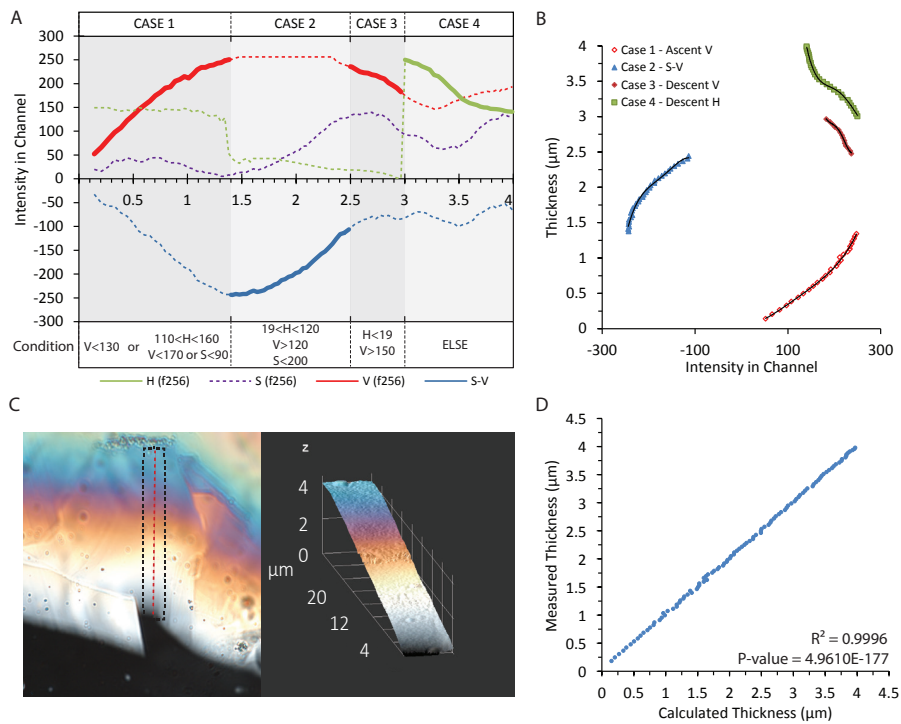 A
CASE 1 CASE 2 CASE 3 CASE 4
300
250
200
150
100
50
0
-50
-100
-150
-200
-250
-300
Intensity in Channel
0.5 1 1.5 2 2.5 3 3.5 4
Condition
V<130 or 110<H<160
V<170 or S<90
19<H<120
V>120
S<200
H<19
V>150
ELSE
H (f256) S (f256) V (f256) S-V
B
Case 1 - Ascent V
Case 2 - S-V
Case 3 - Descent V
Case 4 - Descent H
Thickness (µm)
4
3.5
3
2.5
2
1.5
1
0.5
0
-300 -100 100 300
Intensity in Channel
C
z
4
2
0
µm
20
12
4
D
Measured Thickness (µm)
4.5
4
3.5
3
2.5
2
1.5
1
0.5
0
R² = 0.9996
P-value = 4.9610E-177
0 0.5 1 1.5 2 2.5 3 3.5 4 4.5
Calculated Thickness (µm)